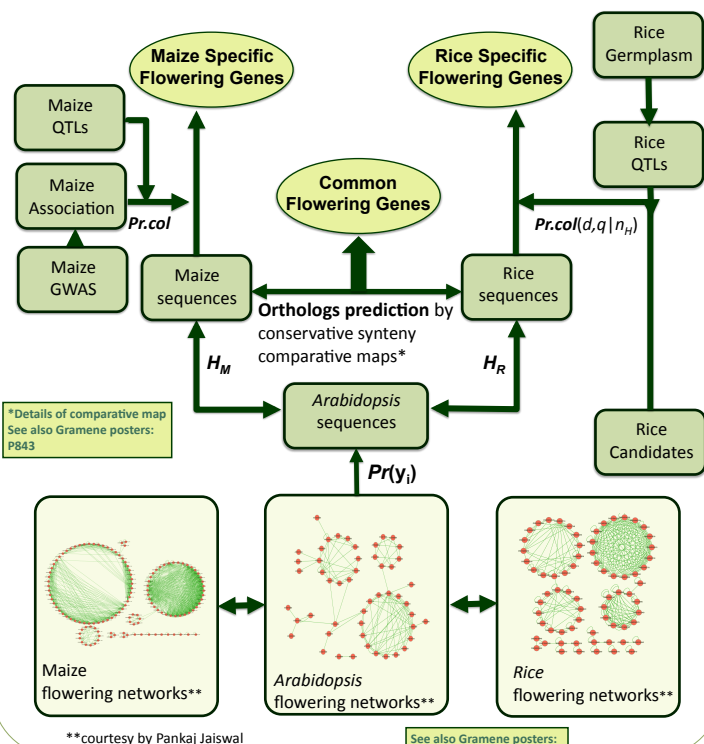 Maize Specific
Flowering Genes
Rice Specific
Flowering Genes
Rice
Germplasm
Maize
QTLs
Rice
QTLs
Maize
Association
Pr.col
Common
Flowering Genes
Pr.col(d,q|nH)
Maize
GWAS
Maize
sequences
Rice
sequences
Orthologs prediction by
conservative synteny
comparative maps*
HM
HR
Arabidopsis
sequences
*Details of comparative map
See also Gramene posters:
P843
Rice
Candidates
Pr(yi)
Maize
flowering networks**
Arabidopsis
flowering networks**
Rice
flowering networks**
**courtesy by Pankaj Jaiswal
See also Gramene posters: